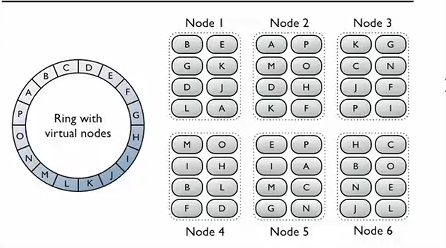 Node 1
Node 2
Node 3
A B C D E F G H I J K L M N O P
Ring with
virtual nodes
B E
G K
D J
L A
A P
M O
D H
K F
K G
C N
J F
P I
M O
I H
B L
F D
E P
I A
M C
G N
H C
B O
N E
J L
Node 4
Node 5
Node 6